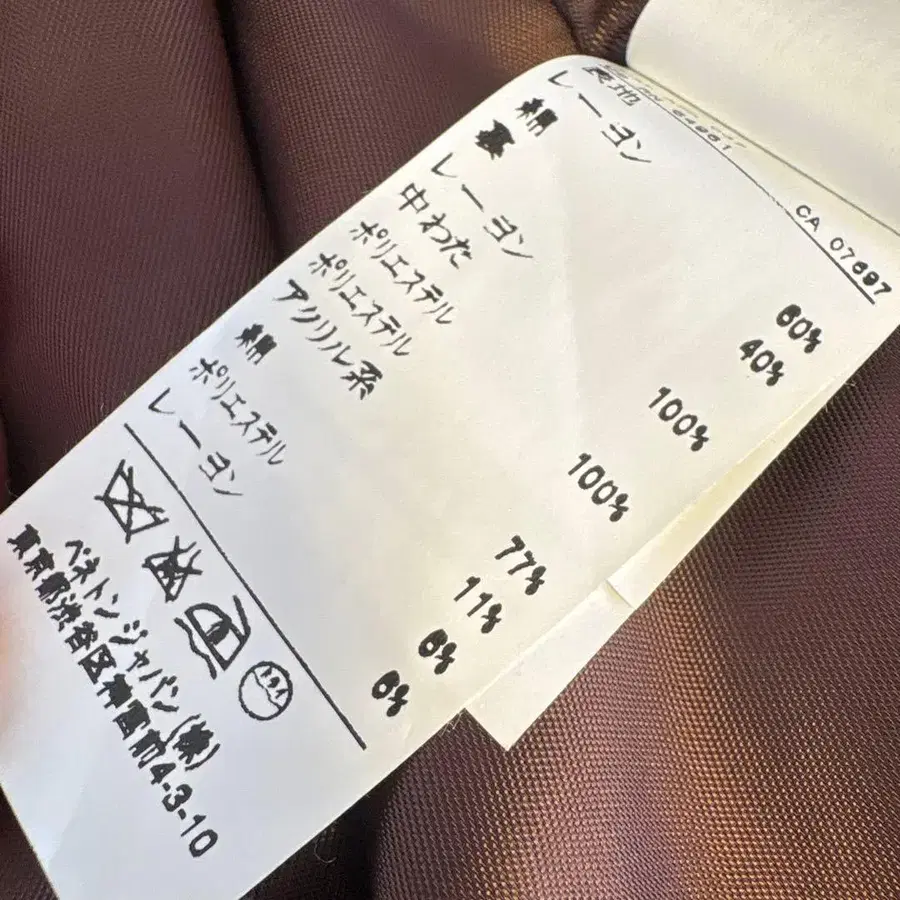 CA 07697
表地
レーヨン 60%
綿 40%
裏
レーヨン 100%
中わた
ポリエステル 100%
ポリエステル
アクリル系 77%
綿 11%
ポリエステル 6%
レーヨン 6%
ベネトンジャパン(株)
東京都渋谷区神宮前4-3-10